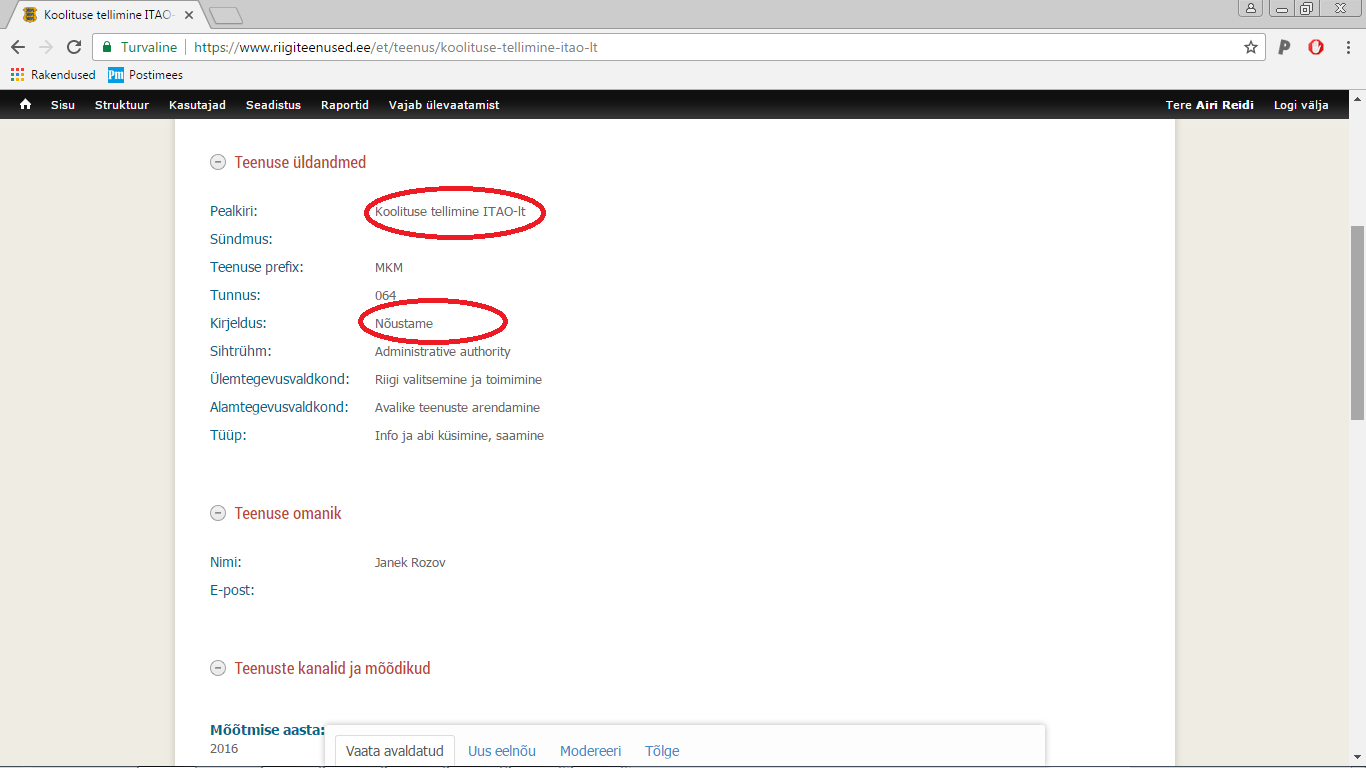 Koolituse tellimine ITAO-
Turvaline https://www.riigiteenused.ee/et/teenus/koolituse-tellimine-itao-lt
Rakendused Pm Postimees
Sisu Struktuur Kasutajad Seadistus Raportid Vajab ülevaatamist Tere Airi Reidi Logi välja
Teenuse üldandmed
Pealkiri: Koolituse tellimine ITAO-lt
Sündmus:
Teenuse prefix: MKM
Tunnus: 064
Kirjeldus: Nõustame
Sihtrühm: Administrative authority
Ülemtegevusvaldkond: Riigi valitsemine ja toimimine
Alamtegevusvaldkond: Avalike teenuste arendamine
Tüüp: Info ja abi küsimine, saamine
Teenuse omanik
Nimi: Janek Rozov
E-post:
Teenuste kanalid ja mõõdikud
Mõõtmise aasta:
2016
Vaata avaldatud Uus eelnõu Modereeri Tõlge